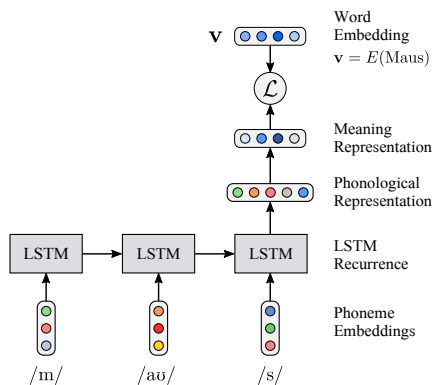 Word
Embedding
v
v = E(Maus)
ℒ
Meaning
Representation
Phonological
Representation
LSTM
LSTM
LSTM
LSTM
Recurrence
Phoneme
Embeddings
/m/
/aʊ/
/s/